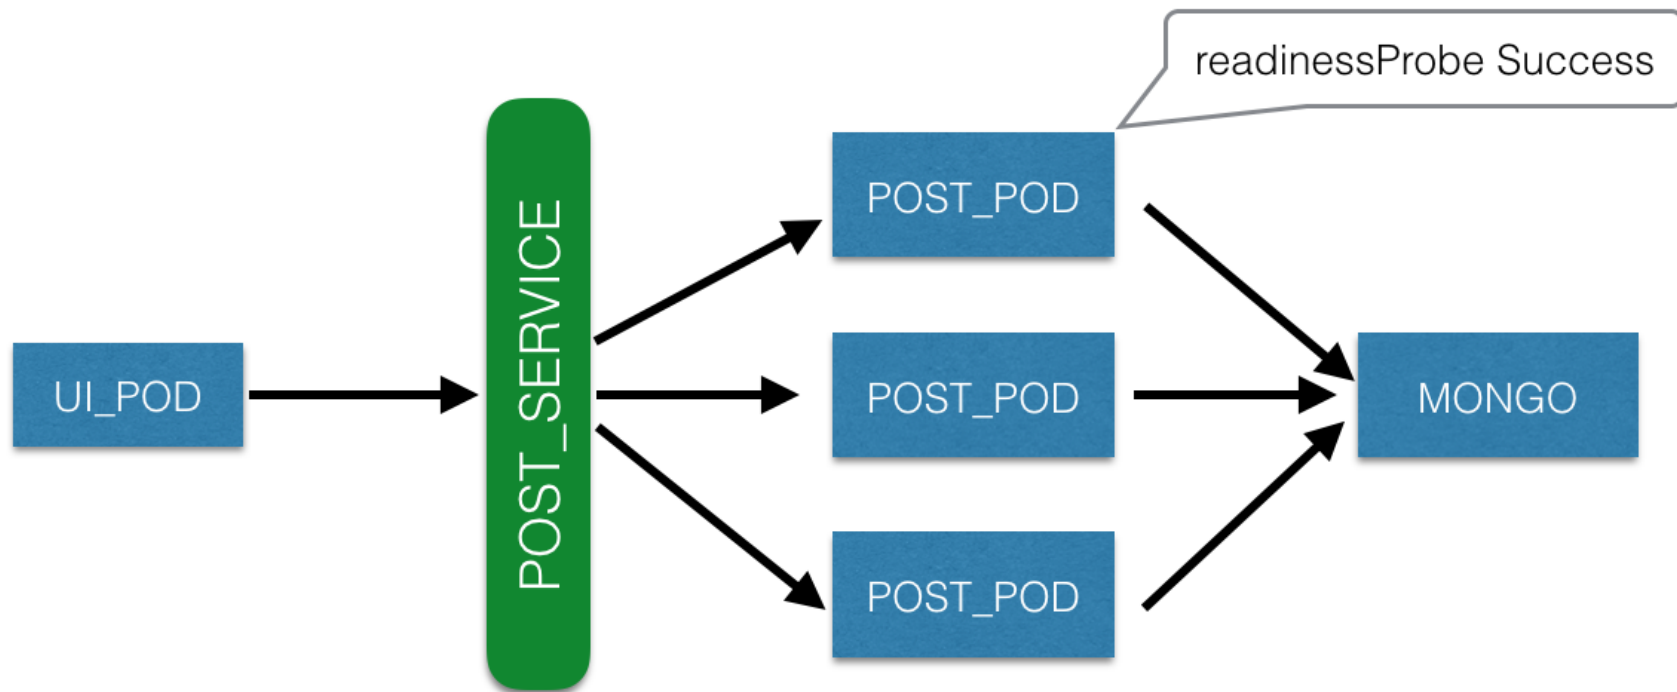 readinessProbe Success
POST_POD
UI_POD
POST_SERVICE
POST_POD
MONGO
POST_POD